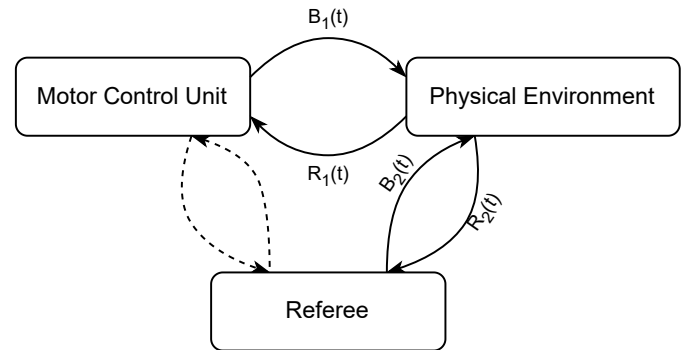 B₁(t)
Motor Control Unit
Physical Environment
R₁(t)
B₂(t)
R₂(t)
Referee